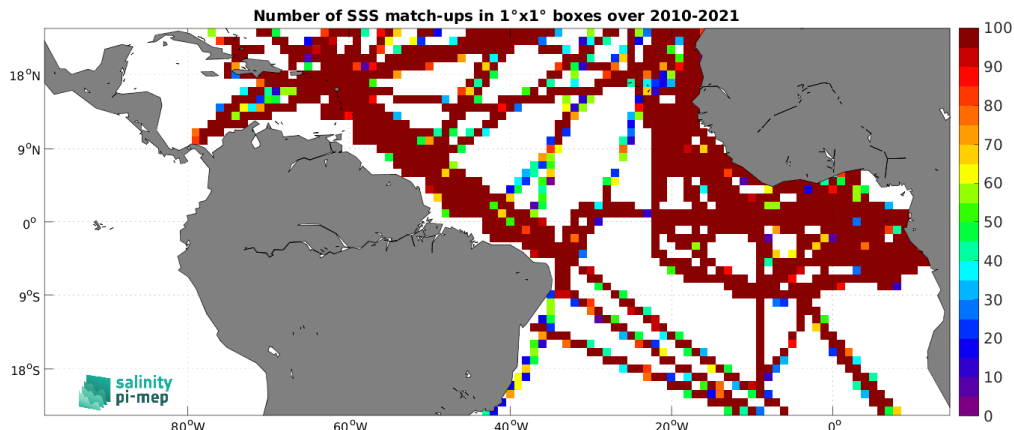 Number of SSS match-ups in 1°x1° boxes over 2010-2021
100
90
80
70
60
50
40
30
20
10
0
18°N
9°N
0°
9°S
18°S
80°W
60°W
40°W
20°W
0°
salinity
pi-mep